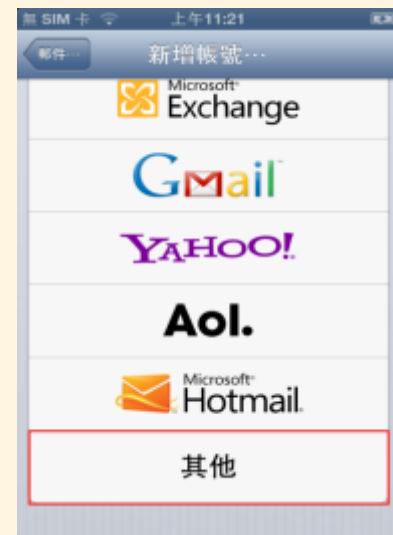 無 SIM 卡 上午11:21
郵件⋯ 新增帳號⋯
Microsoft
Exchange
Gmail
YAHOO!
Aol.
Microsoft
Hotmail.
其他